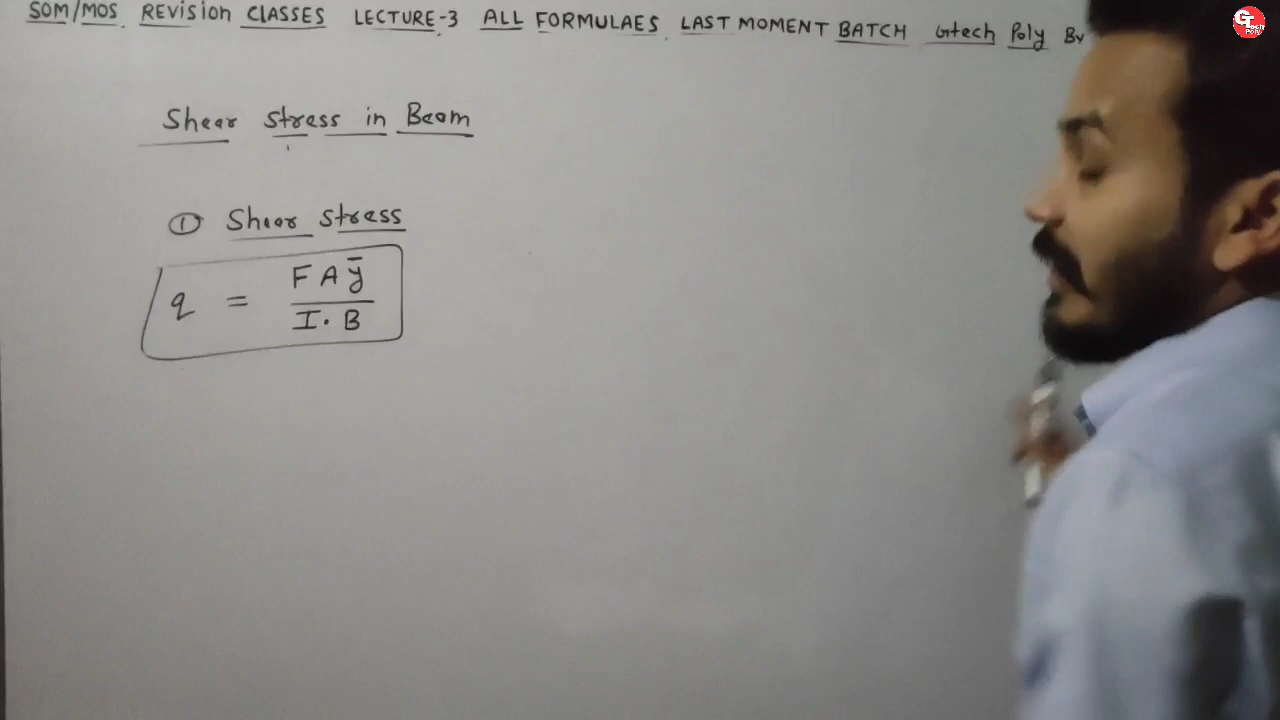 SOM/MOS REVision CLASSES LECTURE-3 ALL FORMULAES LAST MOMENT BATCH Gtech Poly By
Shear Stress in Beam
① Shear Stress
q = F A ȳ / I · B